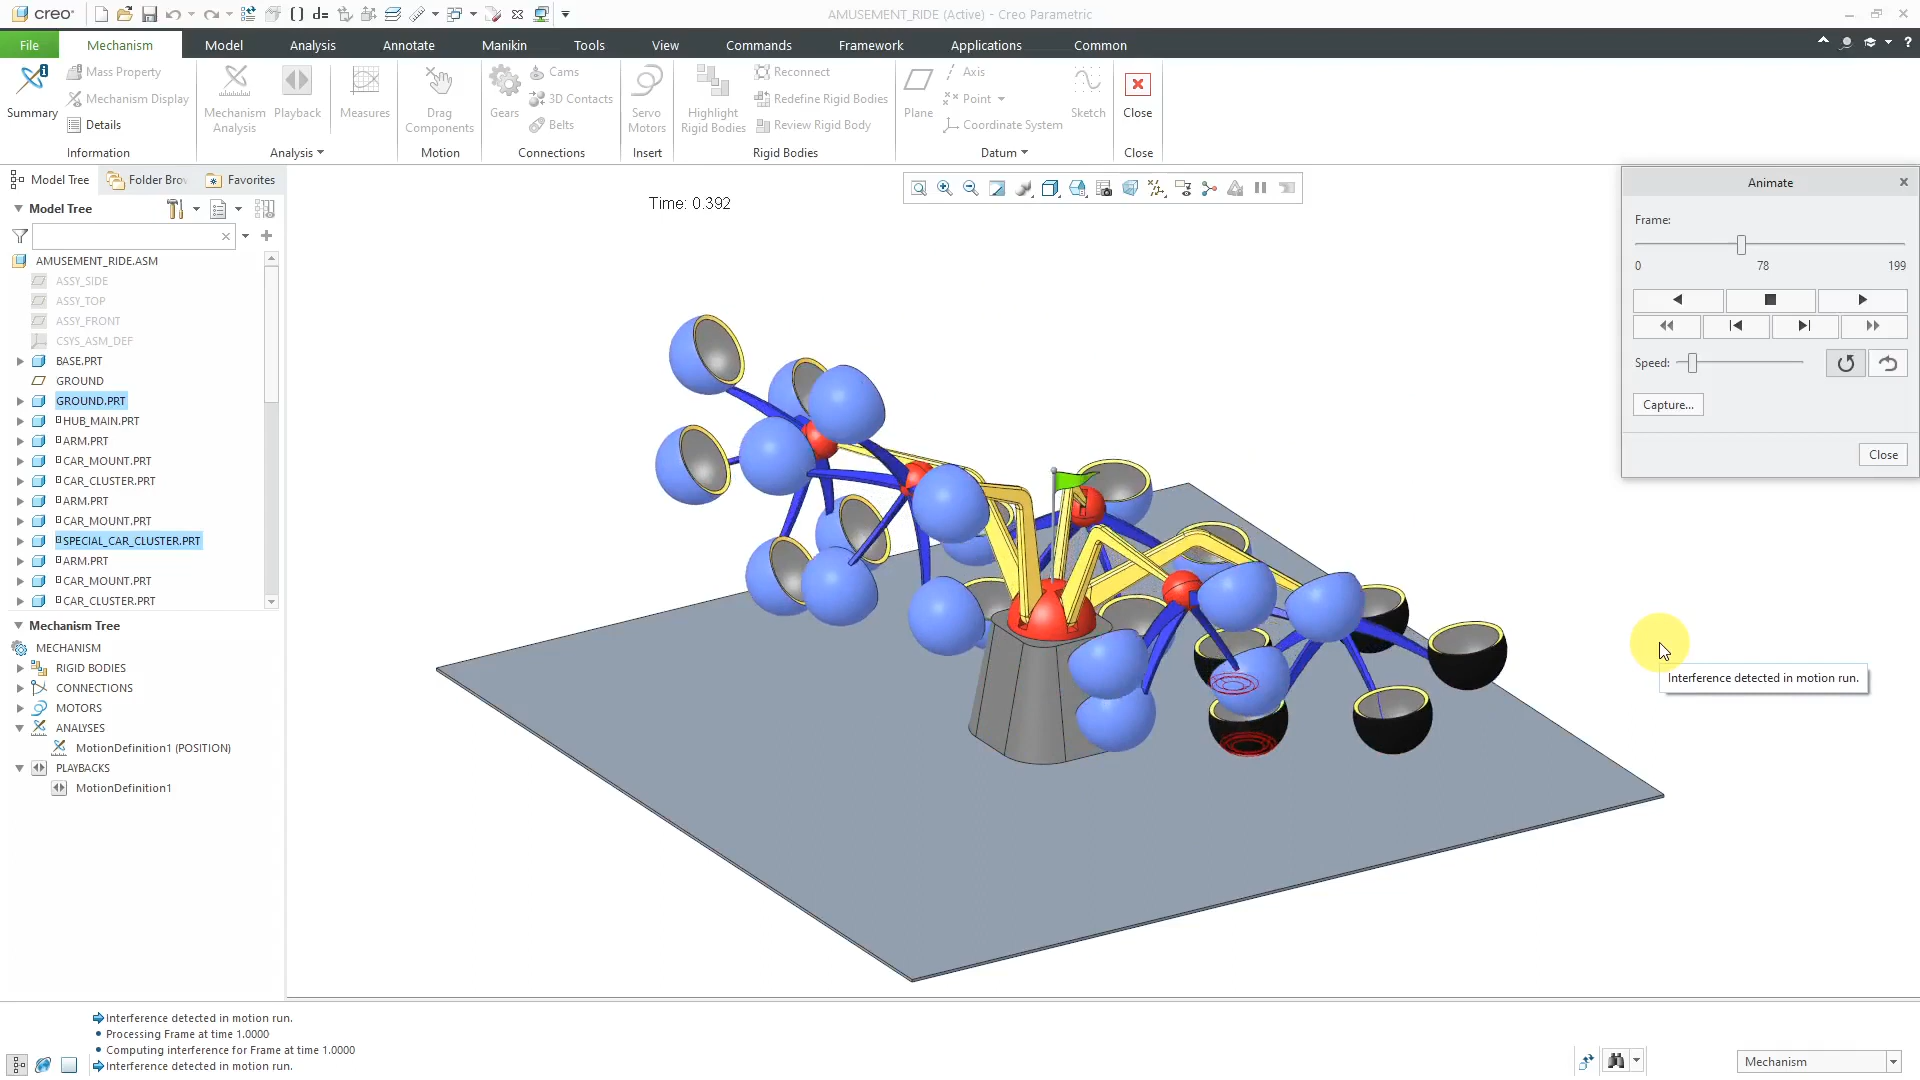 creo
d=
AMUSEMENT_RIDE (Active) - Creo Parametric
File
Mechanism
Model
Analysis
Annotate
Manikin
Tools
View
Commands
Framework
Applications
Common
Summary
Mass Property
Mechanism Display
Details
Information
Mechanism
Analysis
Playback
Measures
Analysis
Drag
Components
Motion
Gears
Cams
3D Contacts
Belts
Connections
Servo
Motors
Insert
Highlight
Rigid Bodies
Reconnect
Redefine Rigid Bodies
Review Rigid Body
Rigid Bodies
Plane
Axis
Point
Coordinate System
Sketch
Datum
Close
Close
Model Tree
Folder Brov
Favorites
Model Tree
AMUSEMENT_RIDE.ASM
ASSY_SIDE
ASSY_TOP
ASSY_FRONT
CSYS_ASM_DEF
BASE.PRT
GROUND
GROUND.PRT
HUB_MAIN.PRT
ARM.PRT
CAR_MOUNT.PRT
CAR_CLUSTER.PRT
ARM.PRT
CAR_MOUNT.PRT
SPECIAL_CAR_CLUSTER.PRT
ARM.PRT
CAR_MOUNT.PRT
CAR_CLUSTER.PRT
Mechanism Tree
MECHANISM
RIGID BODIES
CONNECTIONS
MOTORS
ANALYSES
MotionDefinition1 (POSITION)
PLAYBACKS
MotionDefinition1
Time: 0.392
Animate
Frame:
0 78 199
Speed:
Capture...
Close
Interference detected in motion run.
Interference detected in motion run.
Processing Frame at time 1.0000
Computing interference for Frame at time 1.0000
Interference detected in motion run.
Mechanism